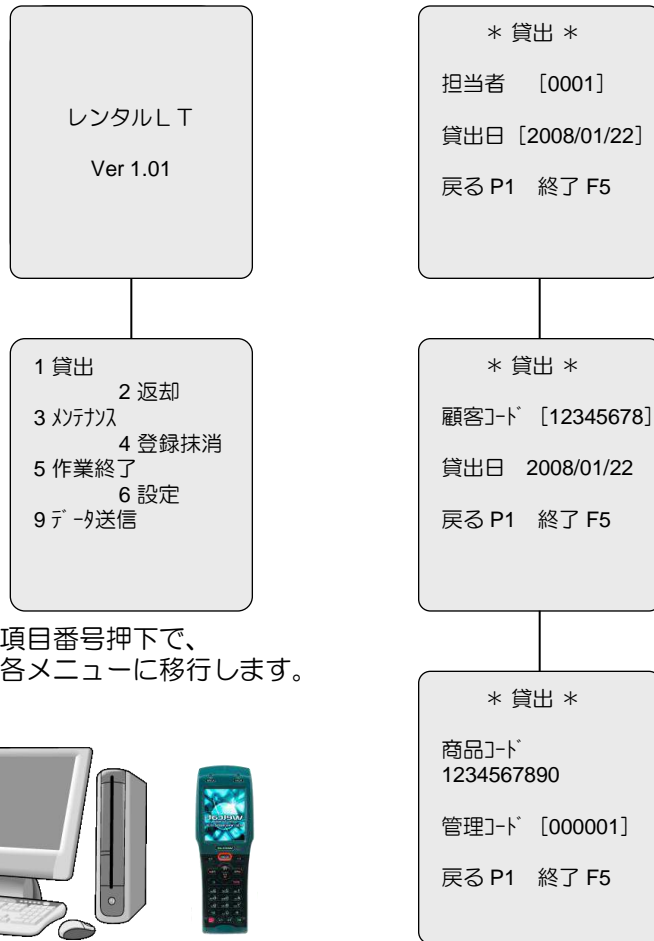 レンタルＬＴ
Ver 1.01
1 貸出
2 返却
3 ﾒﾝﾃﾅﾝｽ
4 登録抹消
5 作業終了
6 設定
9 ﾃﾞｰﾀ送信
項目番号押下で、
各メニューに移行します。
＊ 貸出 ＊
担当者 [0001]
貸出日 [2008/01/22]
戻る P1 終了 F5
＊ 貸出 ＊
顧客ｺｰﾄﾞ [12345678]
貸出日 2008/01/22
戻る P1 終了 F5
＊ 貸出 ＊
商品ｺｰﾄﾞ
1234567890
管理ｺｰﾄﾞ [000001]
戻る P1 終了 F5